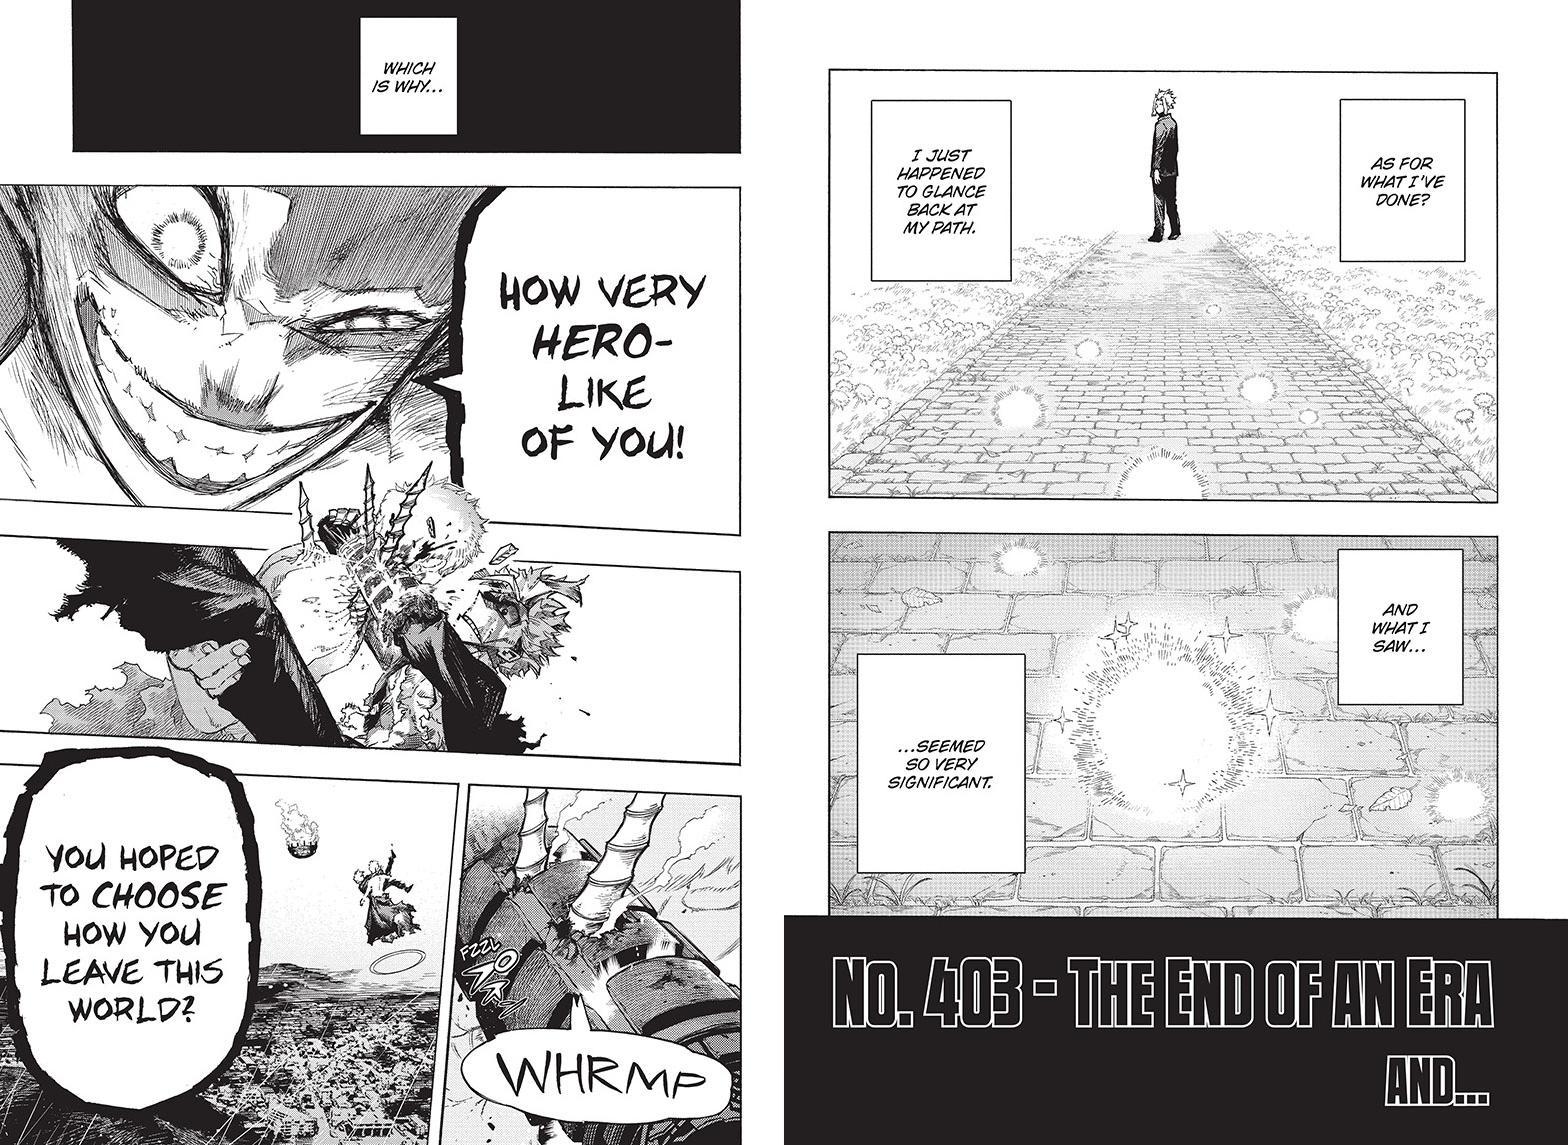 AS FOR
WHAT I'VE
DONE?
I JUST
HAPPENED
TO GLANCE
BACK AT
MY PATH.
AND
WHAT I
SAW...
...SEEMED
SO VERY
SIGNIFICANT.
NO. 403 - THE END OF AN ERA
AND...
WHICH
IS WHY...
HOW VERY
HERO-
LIKE
OF YOU!
FZZL
WHRMP
YOU HOPED
TO CHOOSE
HOW YOU
LEAVE THIS
WORLD?